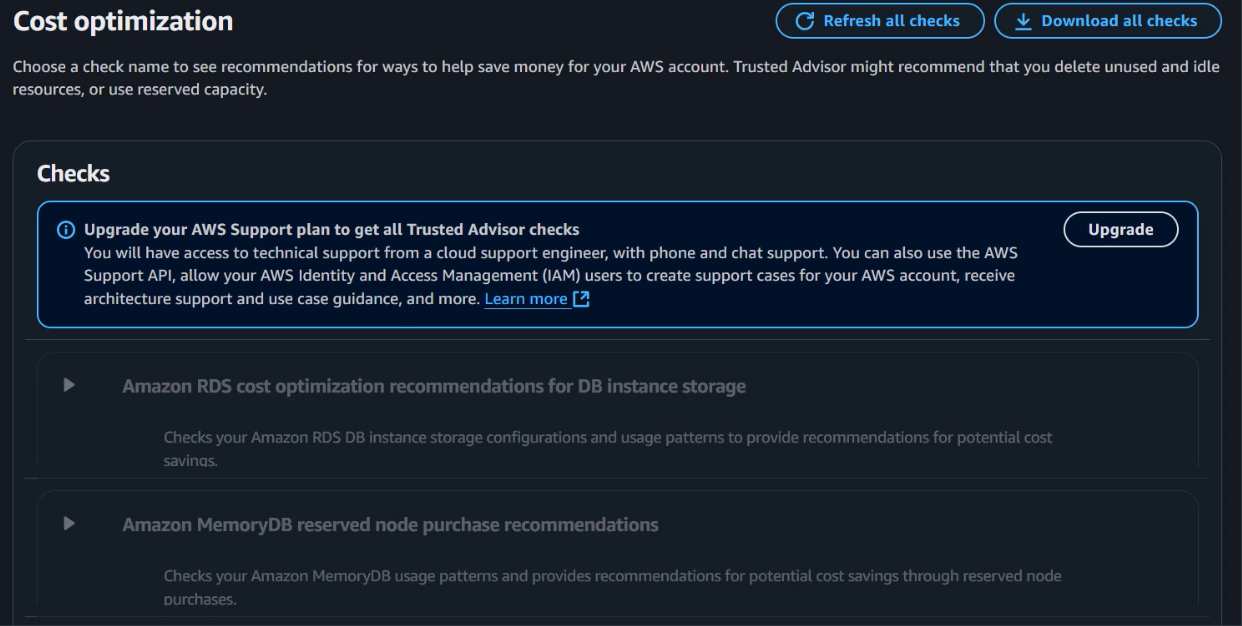 Cost optimization
Refresh all checks
Download all checks
Choose a check name to see recommendations for ways to help save money for your AWS account. Trusted Advisor might recommend that you delete unused and idle
resources, or use reserved capacity.
Checks
Upgrade your AWS Support plan to get all Trusted Advisor checks
Upgrade
You will have access to technical support from a cloud support engineer, with phone and chat support. You can also use the AWS
Support API, allow your AWS Identity and Access Management (IAM) users to create support cases for your AWS account, receive
architecture support and use case guidance, and more. Learn more
Amazon RDS cost optimization recommendations for DB instance storage
Checks your Amazon RDS DB instance storage configurations and usage patterns to provide recommendations for potential cost
savings.
Amazon MemoryDB reserved node purchase recommendations
Checks your Amazon MemoryDB usage patterns and provides recommendations for potential cost savings through reserved node
purchases.